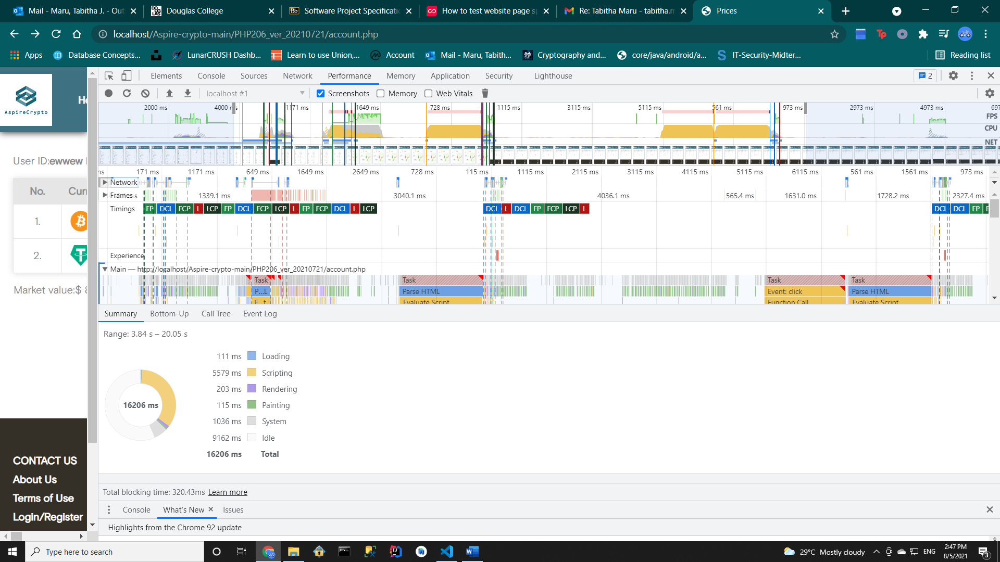 Mail - Maru, Tabitha J. - Out
Douglas College
Software Project Specificatio
How to test website page sp
Re: Tabitha Maru - tabitha.m
Prices
localhost/Aspire-crypto-main/PHP206_ver_20210721/account.php
Apps
Database Concepts...
LunarCRUSH Dashb...
Learn to use Union,...
Account
Mail - Maru, Tabith...
Cryptography and...
core/java/android/a...
IT-Security-Midter...
Reading list
AspireCrypto
Elements Console Sources Network Performance Memory Application Security Lighthouse 2
localhost #1 Screenshots Memory Web Vitals
2000 ms 4000 ms 1171 ms 1649 ms 728 ms 1115 ms 3115 ms 5115 ms 561 ms 973 ms 2973 ms 4973 ms 697
FPS
CPU
NET
ms 171 ms 1171 ms 649 ms 1649 ms 2649 ms 728 ms 115 ms 1115 ms 2115 ms 3115 ms 4115 ms 5115 ms 6115 ms 561 ms 1561 ms 973 ms
Network
Frames s 1339.1 ms 3040.1 ms 4036.1 ms 565.4 ms 1631.0 ms 1728.2 ms 2327.4 ms
Timings FP DCL FCP L LCP FP DCL FCP LCP L FP FCP DCL L LCP DCL L DCL FP FCP LCP L DCL DCL FP F
Experience
Main — http://localhost/Aspire-crypto-main/PHP206_ver_20210721/account.php
Task Task Task Task
P...L Parse HTML Event: click Parse HTML
E...t Evaluate Script Function Call Evaluate Script
User ID:ewwew
No. Curr
1.
2.
Market value:$ 8
Summary Bottom-Up Call Tree Event Log
Range: 3.84 s – 20.05 s
111 ms Loading
5579 ms Scripting
203 ms Rendering
115 ms Painting
1036 ms System
9162 ms Idle
16206 ms Total
16206 ms
Total blocking time: 320.43ms Learn more
Console What's New Issues
Highlights from the Chrome 92 update
CONTACT US
About Us
Terms of Use
Login/Register
Type here to search
29°C Mostly cloudy
ENG
2:47 PM
8/5/2021
3